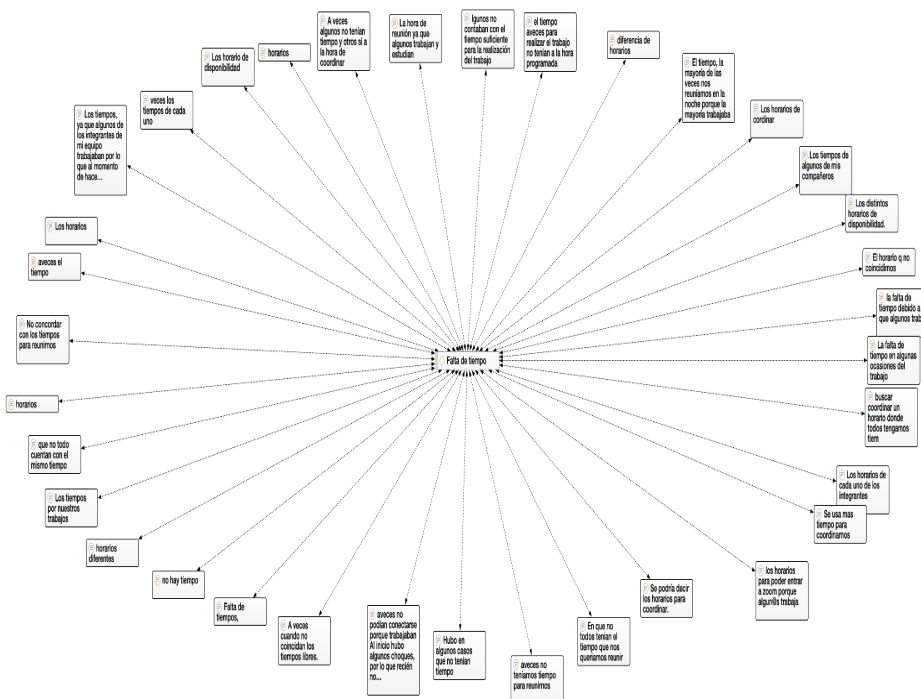 A veces
algunos no tenían
tiempo y otros si a
la hora de
coordinar
La hora de
reunión ya que
algunos trabajan y
estudian
lgunos no
contaban con el
tiempo suficiente
para la realización
del trabajo
el tiempo
aveces para
realizar el trabajo
no tenían a la hora
programada
diferencia de
horarios
horarios
Los horario de
disponibilidad
El tiempo, la
mayoría de las
veces nos
reuníamos en la
noche porque la
mayoría trabajaba
veces los
tiempos de cada
uno
Los horarios de
cordinar
Los tiempos,
ya que algunos de
los integrantes de
mi equipo
trabajaban por lo
que al momento
de hace...
Los tiempos de
algunos de mis
compañeros
Los distintos
horarios de
disponibilidad.
Los horarios
aveces el
tiempo
El horario q no
coincidimos
la falta de
tiempo debido a
que algunos trab
No concordar
con los tiempos
para reunirnos
Falta de tiempo
La falta de
tiempo en algunas
ocasiones del
trabajo
horarios
buscar
coordinar un
horario donde
todos tengamos
tiem
que no todo
cuentan con el
mismo tiempo
Los horarios de
cada uno de los
integrantes
Los tiempos
por nuestros
trabajos
Se usa mas
tiempo para
coordinarnos
horarios
diferentes
no hay tiempo
los horarios
para poder entrar
a zoom porque
algun@s trabaja
Se podría decir
los horarios para
coordinar.
Falta de
tiempos,
A veces
cuando no
coincidan los
tiempos libres.
aveces no
podían conectarse
porque trabajaban
Al inicio hubo
algunos choques,
por lo que recién
no...
Hubo en
algunos casos
que no tenían
tiempo
aveces no
teníamos tiempo
para reunirnos
En que no
todos tenían el
tiempo que nos
queríamos reunir